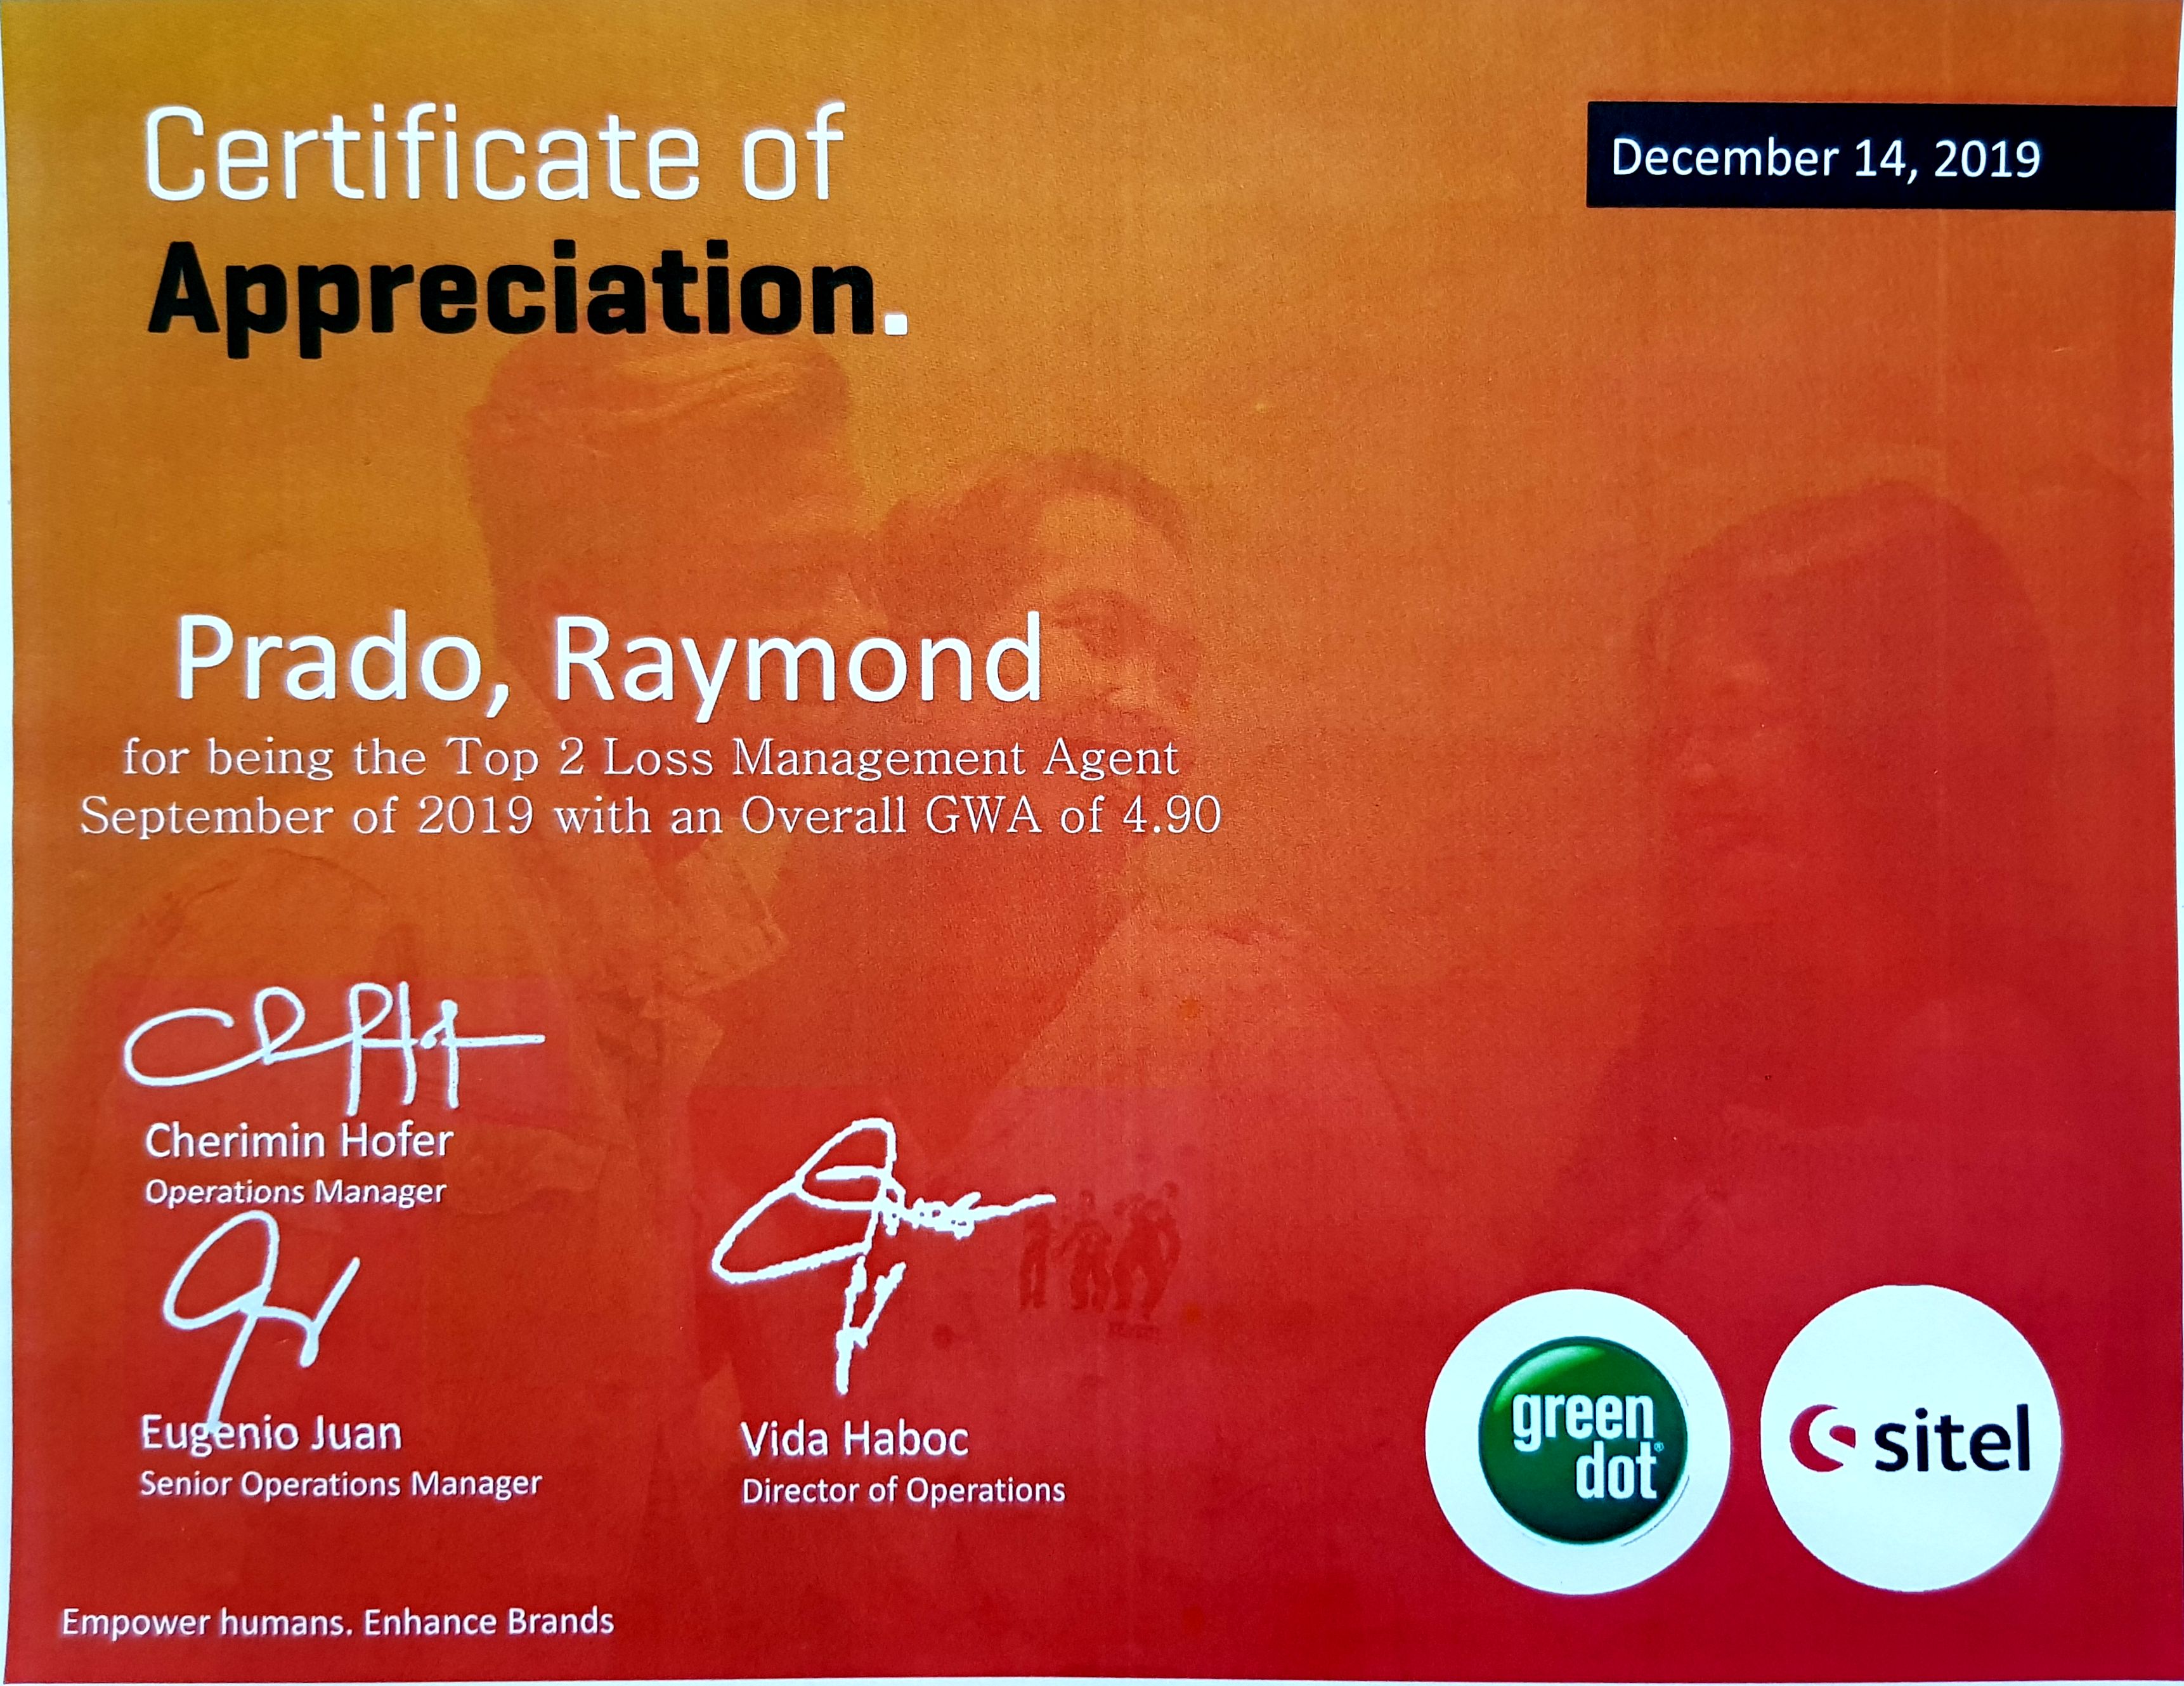 Certificate of
Appreciation.
December 14, 2019
Prado, Raymond
for being the Top 2 Loss Management Agent
September of 2019 with an Overall GWA of 4.90
Cherimin Hofer
Operations Manager
Eugenio Juan
Senior Operations Manager
Vida Haboc
Director of Operations
green
dot®
sitel
Empower humans. Enhance Brands